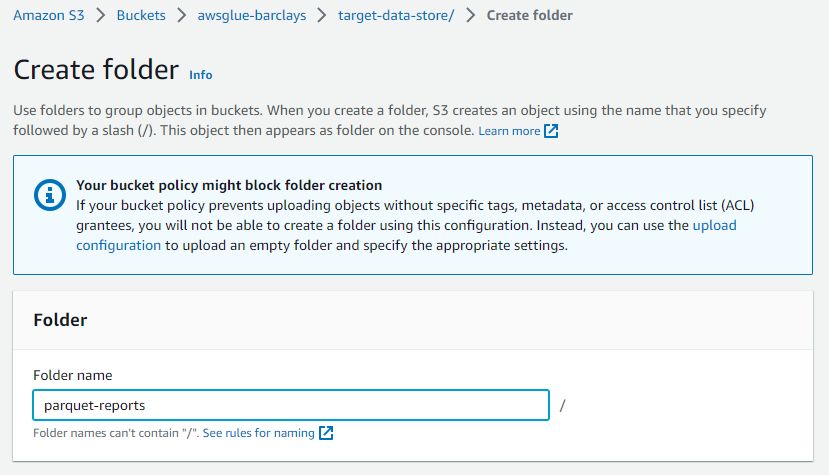 Amazon S3 > Buckets > awsglue-barclays > target-data-store/ > Create folder
Create folder Info
Use folders to group objects in buckets. When you create a folder, S3 creates an object using the name that you specify
followed by a slash (/). This object then appears as folder on the console. Learn more
Your bucket policy might block folder creation
If your bucket policy prevents uploading objects without specific tags, metadata, or access control list (ACL)
grantees, you will not be able to create a folder using this configuration. Instead, you can use the upload
configuration to upload an empty folder and specify the appropriate settings.
Folder
Folder name
parquet-reports /
Folder names can't contain "/". See rules for naming